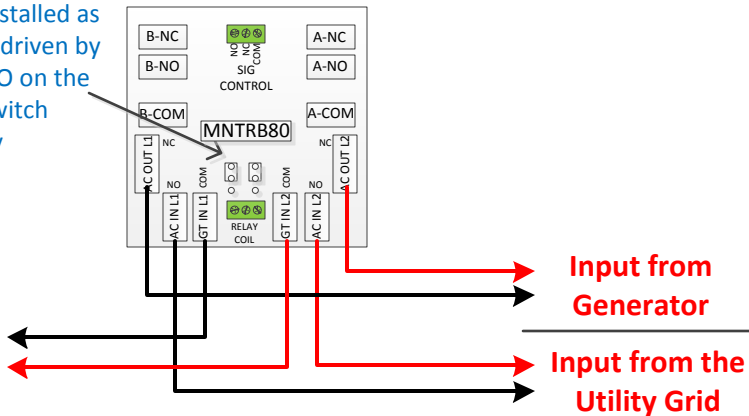 stalled as
driven by
O on the
witch
B-NC
B-NO
B-COM
NO
NC
COM
SIG
CONTROL
A-NC
A-NO
A-COM
MNTRB80
AC OUT L1
NC
NO
COM
AC IN L1
GT IN L1
RELAY
COIL
COM
NO
GT IN L2
AC IN L2
NC
AC OUT L2
Input from
Generator
Input from the
Utility Grid